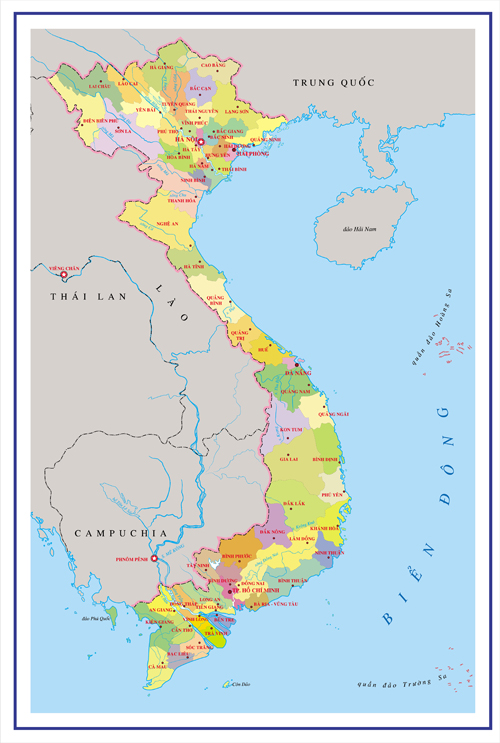 TRUNG QUỐC
HÀ GIANG
CAO BẰNG
LAI CHÂU
LÀO CAI
BẮC CẠN
TUYÊN QUANG
YÊN BÁI
THÁI NGUYÊN
LẠNG SƠN
ĐIỆN BIÊN PHỦ
SƠN LA
VĨNH PHÚC
PHÚ THỌ
BẮC GIANG
BẮC NINH
QUẢNG NINH
HÀ NỘI
HẢI PHÒNG
HÀ TÂY
HƯNG YÊN
HÒA BÌNH
HÀ NAM
THÁI BÌNH
NINH BÌNH
THANH HÓA
NGHỆ AN
đảo Hải Nam
HÀ TĨNH
VIÊNG CHĂN
THÁI LAN
LÀO
QUẢNG
BÌNH
QUẢNG
TRỊ
HUẾ
quần đảo Hoàng Sa
ĐÀ NẴNG
QUẢNG NAM
QUẢNG NGÃI
KON TUM
GIA LAI
BÌNH ĐỊNH
BIỂN ĐÔNG
PHÚ YÊN
ĐẮK LẮK
CAMPUCHIA
KHÁNH HÒA
ĐẮK NÔNG
LÂM ĐỒNG
PHNÔM PÊNH
BÌNH PHƯỚC
NINH THUẬN
TÂY NINH
BÌNH DƯƠNG
ĐỒNG NAI
BÌNH THUẬN
TP. HỒ CHÍ MINH
LONG AN
BÀ RỊA - VŨNG TÀU
ĐỒNG THÁP
TIỀN GIANG
AN GIANG
đảo Phú Quốc
KIÊN GIANG
VĨNH LONG
BẾN TRE
CẦN THƠ
TRÀ VINH
SÓC TRĂNG
BẠC LIÊU
CÀ MAU
Côn Đảo
quần đảo Trường Sa